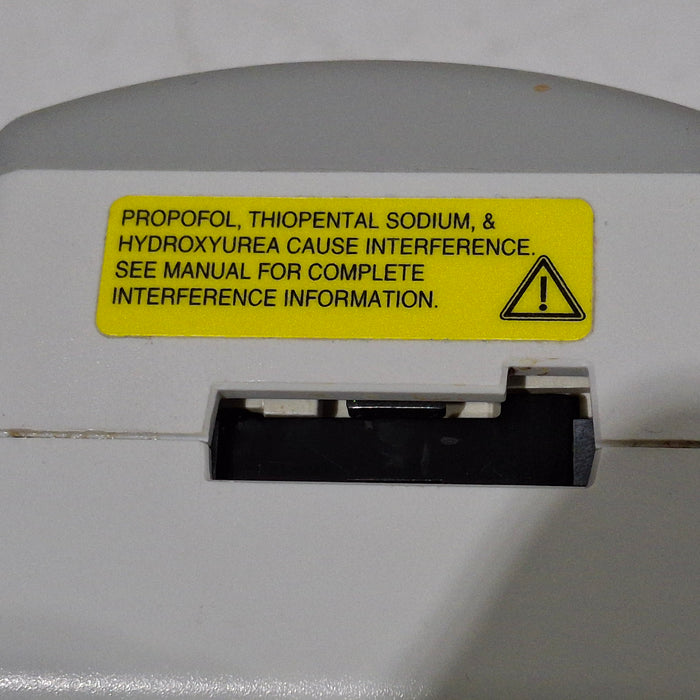 PROPOFOL, THIOPENTAL SODIUM, &
HYDROXYUREA CAUSE INTERFERENCE.
SEE MANUAL FOR COMPLETE
INTERFERENCE INFORMATION.